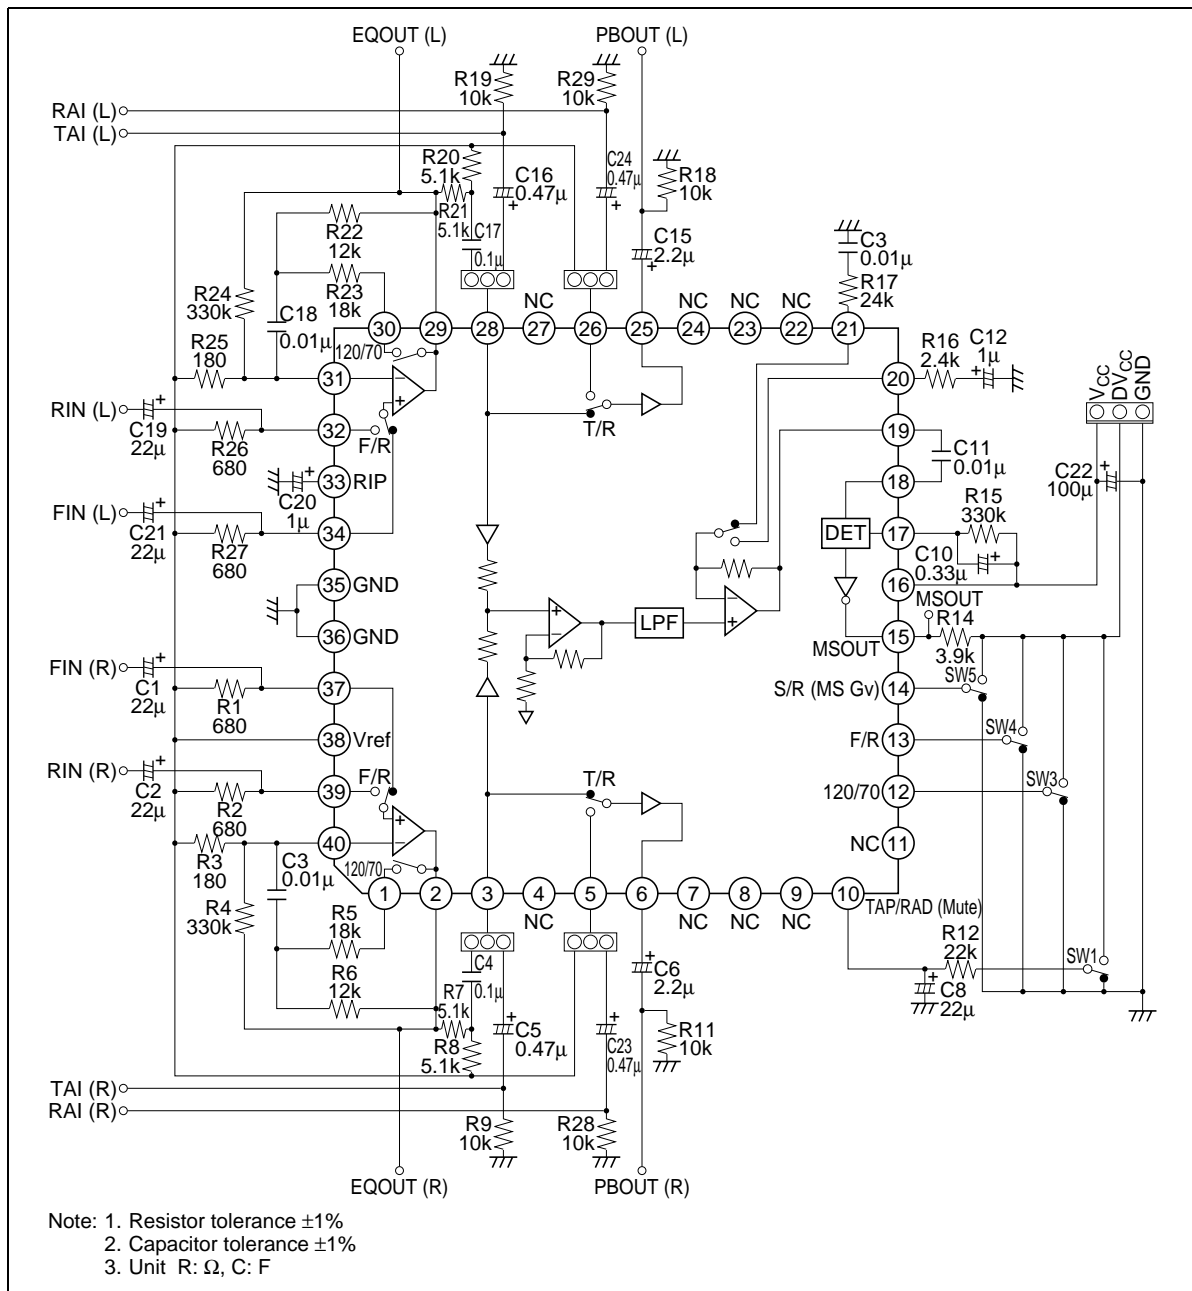 EQOUT (L)
PBOUT (L)
R19
10k
R29
10k
RAI (L)
TAI (L)
R20
5.1k
C16
0.47µ
C24
0.47µ
R18
10k
R21
5.1k
C17
0.1µ
R22
12k
C15
2.2µ
C3
0.01µ
R23
18k
R17
24k
R24
330k
C18
0.01µ
NC
NC
NC
NC
30
29
28
27
26
25
24
23
22
21
R25
180
120/70
R16
2.4k
C12
1µ
VCC
DVCC
GND
31
20
RIN (L)
C19
22µ
R26
680
32
F/R
T/R
19
C11
0.01µ
33
RIP
C20
1µ
18
C22
100µ
FIN (L)
C21
22µ
R27
680
34
DET
17
R15
330k
C10
0.33µ
16
35
GND
MSOUT
36
GND
LPF
15
R14
3.9k
MSOUT
FIN (R)
C1
22µ
R1
680
37
S/R (MS Gv)
14
SW5
38
Vref
F/R
13
SW4
RIN (R)
C2
22µ
R2
680
39
F/R
T/R
120/70
12
SW3
R3
180
40
NC
11
C3
0.01µ
120/70
R4
330k
1
2
3
4
5
6
7
8
9
10
TAP/RAD (Mute)
NC
NC
NC
NC
R5
18k
R12
22k
SW1
R6
12k
C4
0.1µ
C6
2.2µ
C8
22µ
R7
5.1k
C5
0.47µ
C23
0.47µ
R11
10k
R8
5.1k
TAI (R)
RAI (R)
R9
10k
R28
10k
EQOUT (R)
PBOUT (R)
Note: 1. Resistor tolerance ±1%
2. Capacitor tolerance ±1%
3. Unit R: Ω, C: F